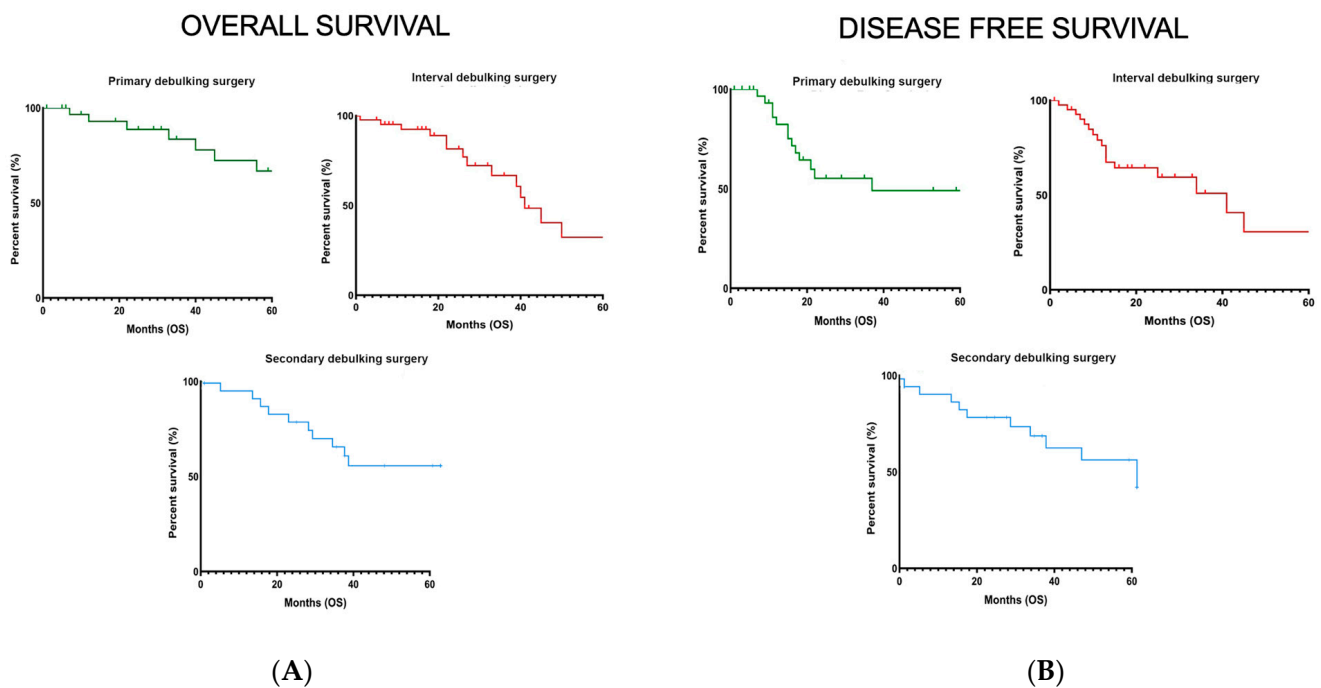 OVERALL SURVIVAL
Primary debulking surgery
Percent survival (%)
100
50
0
0 20 40 60
Months (OS)
Interval debulking surgery
Percent survival (%)
100
50
0
0 20 40 60
Months (OS)
Secondary debulking surgery
Percent survival (%)
100
50
0
0 20 40 60
Months (OS)
(A)
DISEASE FREE SURVIVAL
Primary debulking surgery
Percent survival (%)
100
50
0
0 20 40 60
Months (OS)
Interval debulking surgery
Percent survival (%)
100
50
0
0 20 40 60
Months (OS)
Secondary debulking surgery
Percent survival (%)
100
50
0
0 20 40 60
Months (OS)
(B)